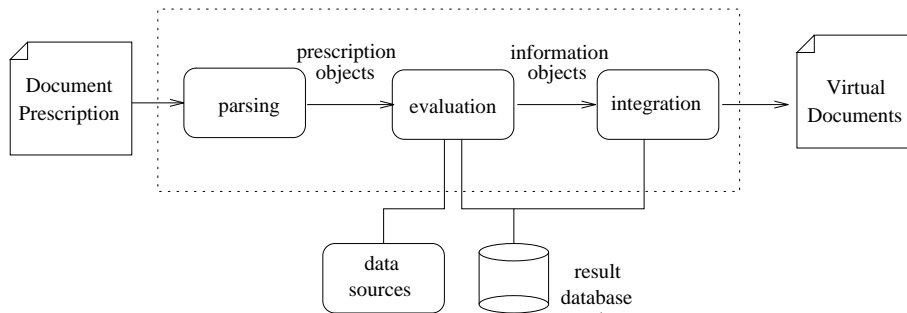 Document
Prescription
parsing
prescription
objects
evaluation
information
objects
integration
Virtual
Documents
data
sources
result
database